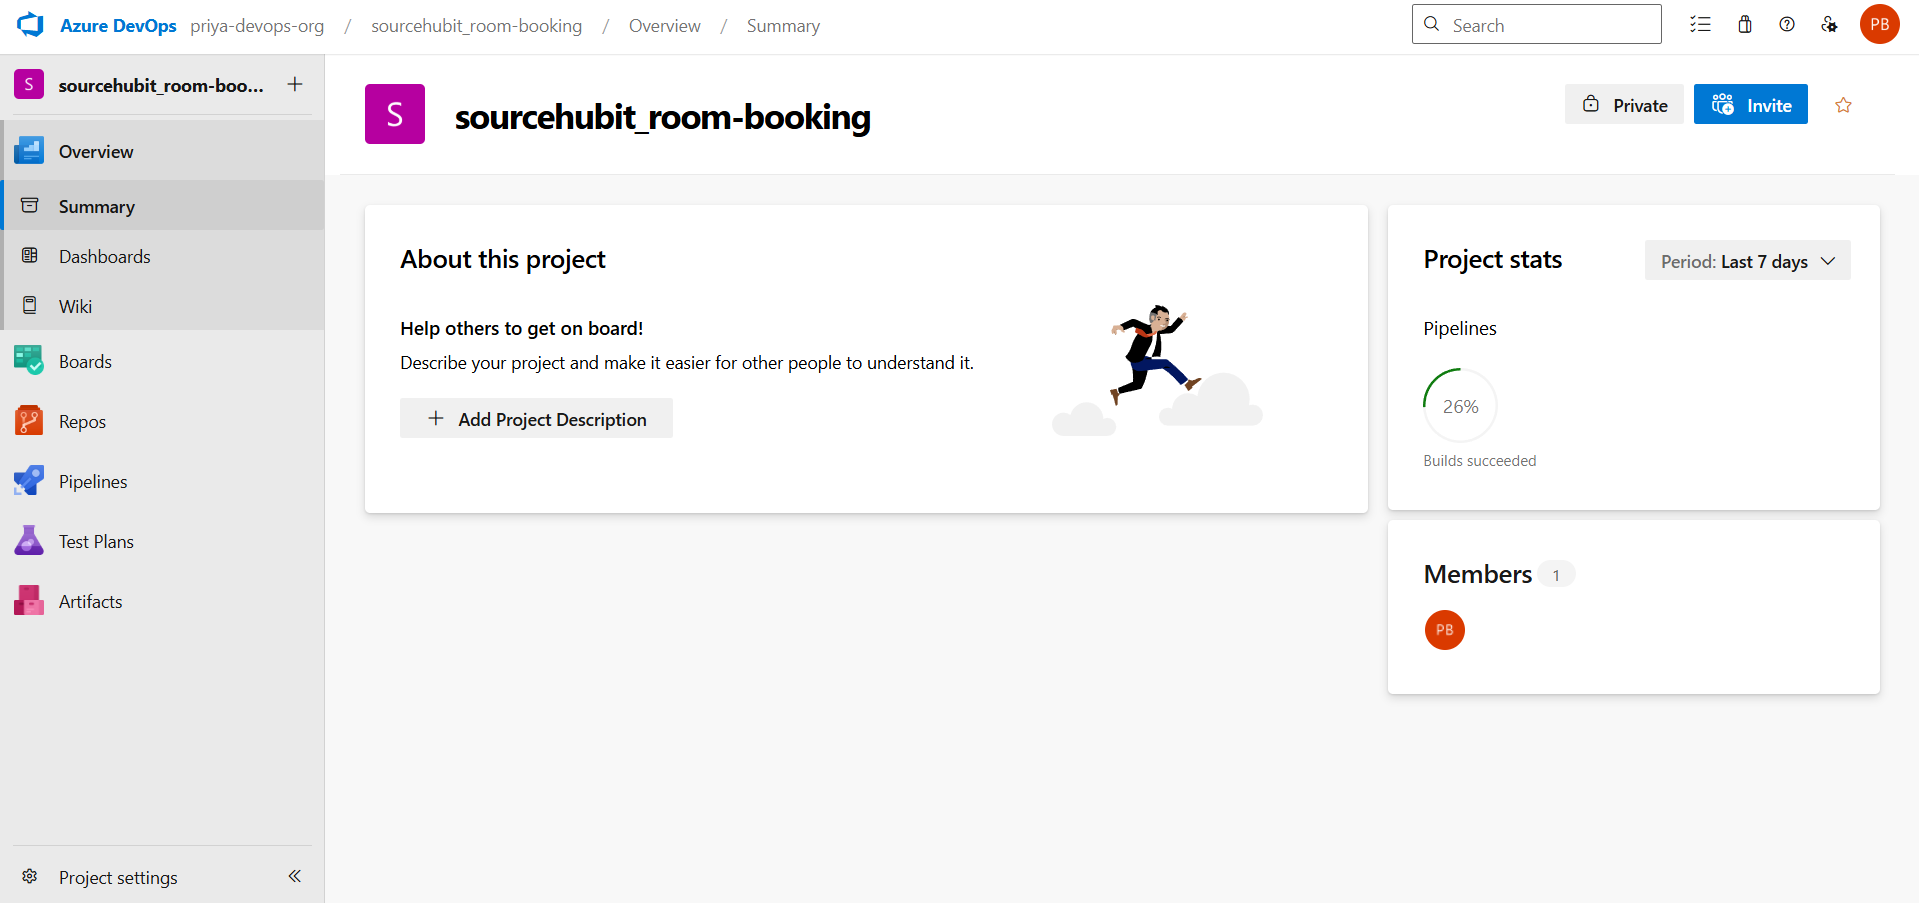 Azure DevOps priya-devops-org / sourcehubit_room-booking / Overview / Summary
Search
PB
S sourcehubit_room-boo...
Overview
Summary
Dashboards
Wiki
Boards
Repos
Pipelines
Test Plans
Artifacts
Project settings
S sourcehubit_room-booking
Private
Invite
About this project
Help others to get on board!
Describe your project and make it easier for other people to understand it.
Add Project Description
Project stats
Period: Last 7 days
Pipelines
26%
Builds succeeded
Members 1
PB